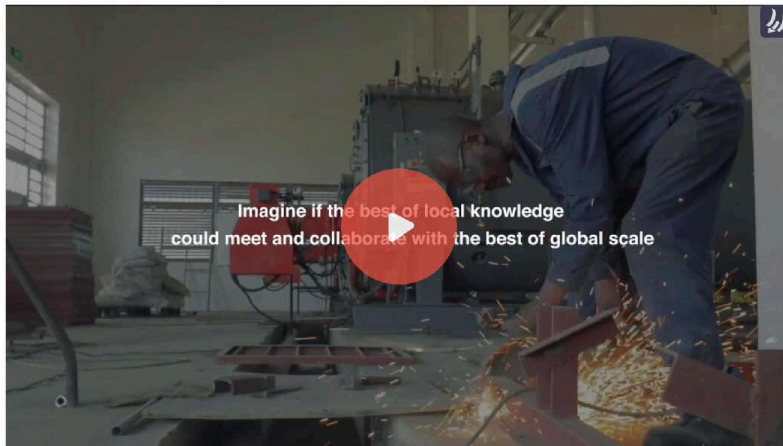 Imagine if the best of local knowledge
could meet and collaborate with the best of global scale